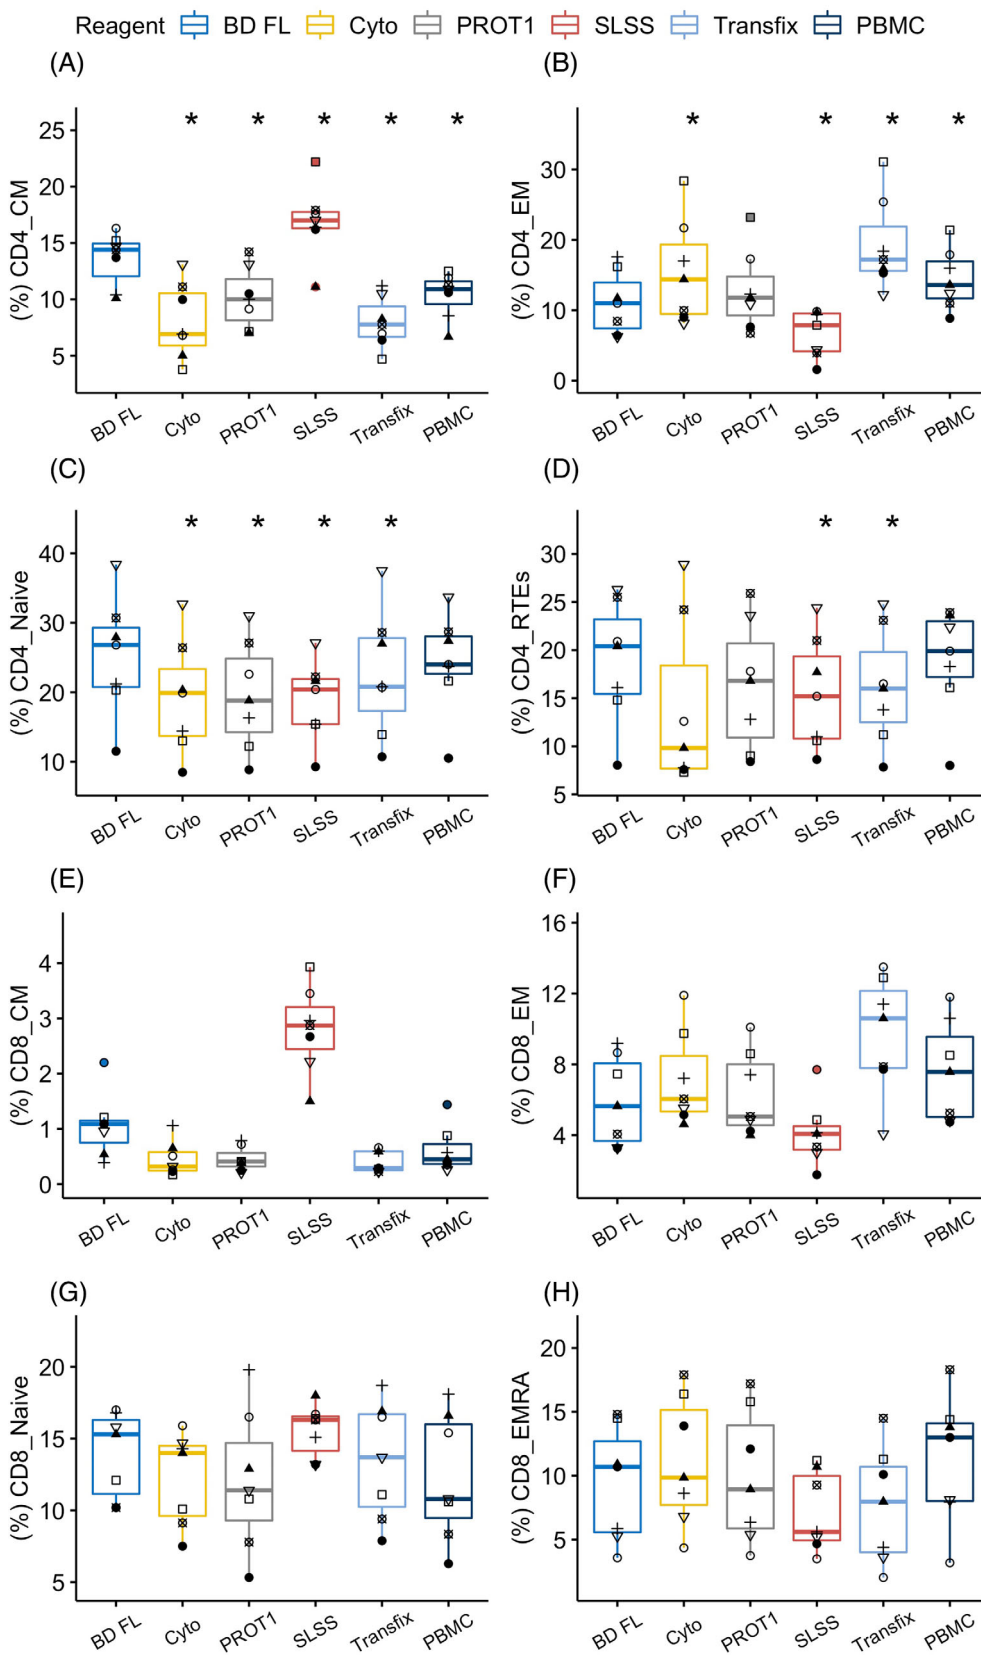 Reagent BD FL Cyto PROT1 SLSS Transfix PBMC
(A)
(%) CD4_CM
25
20
15
10
5
* * * * *
BD FL Cyto PROT1 SLSS Transfix PBMC
(B)
(%) CD4_EM
30
20
10
0
* * * *
BD FL Cyto PROT1 SLSS Transfix PBMC
(C)
(%) CD4_Naive
40
30
20
10
* * * *
BD FL Cyto PROT1 SLSS Transfix PBMC
(D)
(%) CD4_RTEs
30
25
20
15
10
5
* *
BD FL Cyto PROT1 SLSS Transfix PBMC
(E)
(%) CD8_CM
4
3
2
1
0
BD FL Cyto PROT1 SLSS Transfix PBMC
(F)
(%) CD8_EM
16
12
8
4
BD FL Cyto PROT1 SLSS Transfix PBMC
(G)
(%) CD8_Naive
20
15
10
5
BD FL Cyto PROT1 SLSS Transfix PBMC
(H)
(%) CD8_EMRA
20
15
10
5
BD FL Cyto PROT1 SLSS Transfix PBMC